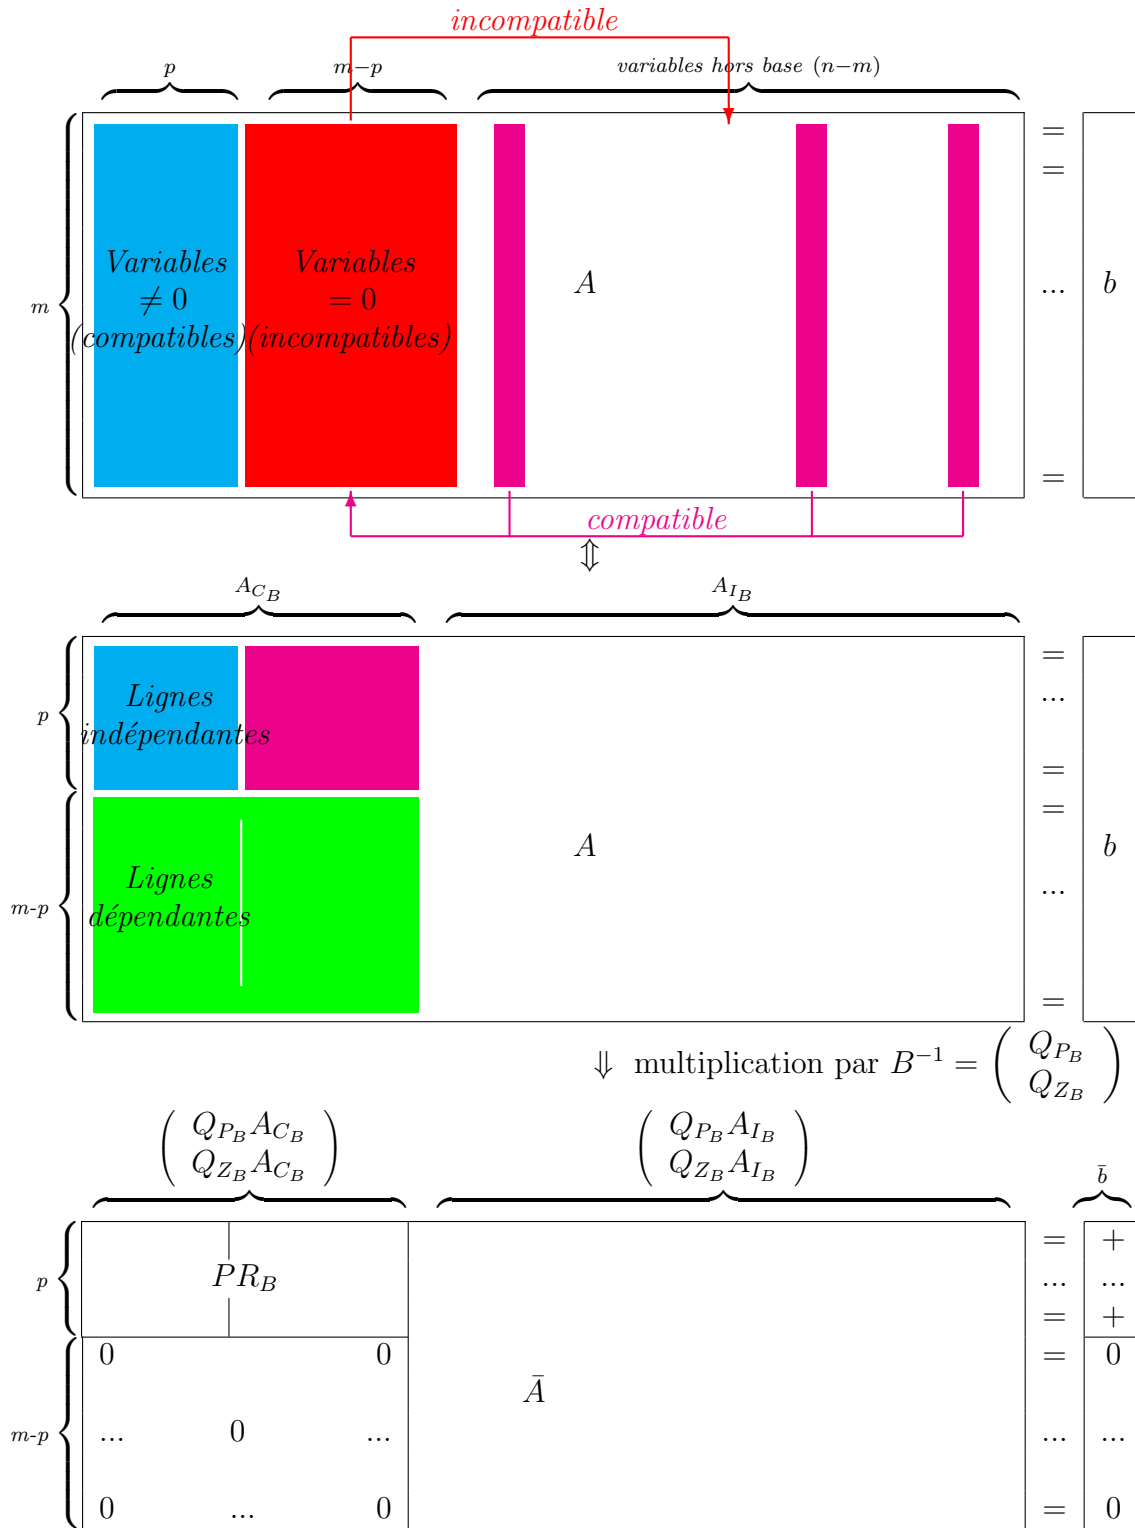 incompatible
p m−p variables hors base (n−m)
=
=
Variables Variables
≠ 0 = 0 A ... b
m
(compatibles) (incompatibles)
=
compatible
⇕
A_{C_B} A_{I_B}
=
Lignes ...
p
indépendantes
=
=
A b
Lignes ...
m-p dépendantes
=
⇓ multiplication par B^{-1} = ( Q_{P_B} Q_{Z_B} )
( Q_{P_B} A_{C_B} ) ( Q_{P_B} A_{I_B} )
( Q_{Z_B} A_{C_B} ) ( Q_{Z_B} A_{I_B} )
b̄
= +
p PR_B ... ...
= +
0 0 = 0
Ā
m-p ... 0 ... ... ...
0 ... 0 = 0